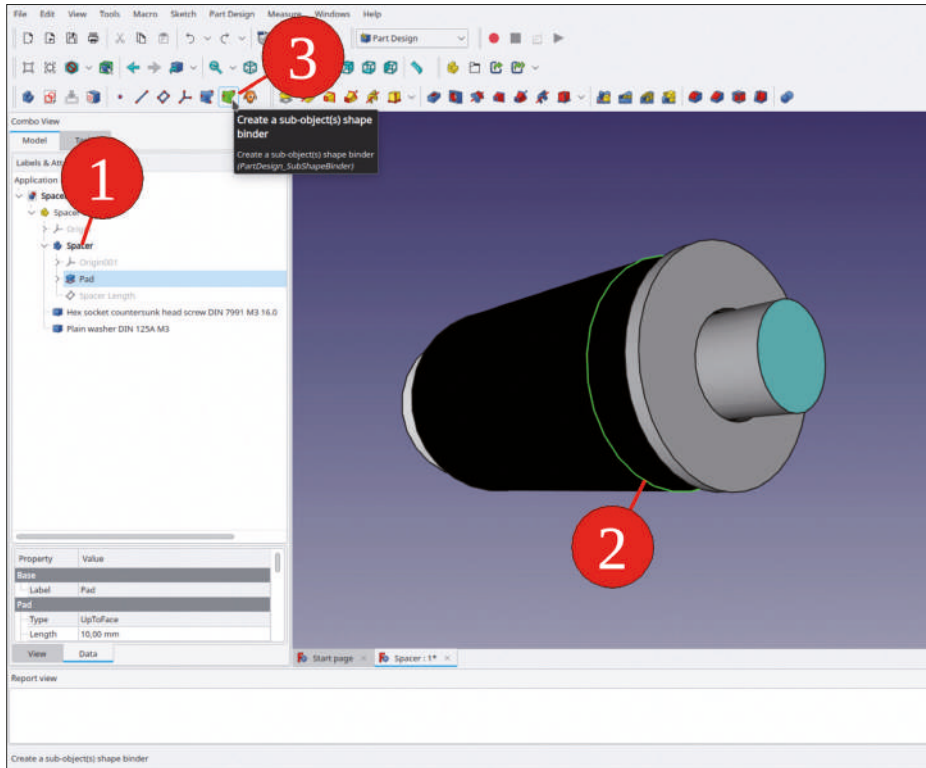 File Edit View Tools Macro Sketch Part Design Measure Windows Help
Part Design
3
Create a sub-object(s) shape
binder
Create a sub-object(s) shape binder
(PartDesign_SubShapeBinder)
Combo View
Model
Labels & Att
Application
1
Spacer
Origin001
Pad
Spacer Length
Hex socket countersunk head screw DIN 7991 M3 16.0
Plain washer DIN 125A M3
2
Property Value
Base
Label Pad
Pad
Type UpToFace
Length 10,00 mm
View Data
Start page Spacer : 1*
Report view
Create a sub-object(s) shape binder